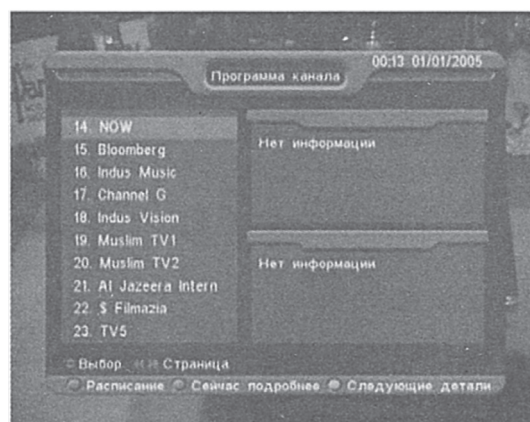 00:13 01/01/2005
Программа канала
14. NOW
15. Bloomberg
16. Indus Music
17. Channel G
18. Indus Vision
19. Muslim TV1
20. Muslim TV2
21. Al Jazeera Intern
22. $ Filmazia
23. TV5
Нет информации
Нет информации
Выбор Страница
Расписание Сейчас подробнее Следующие детали